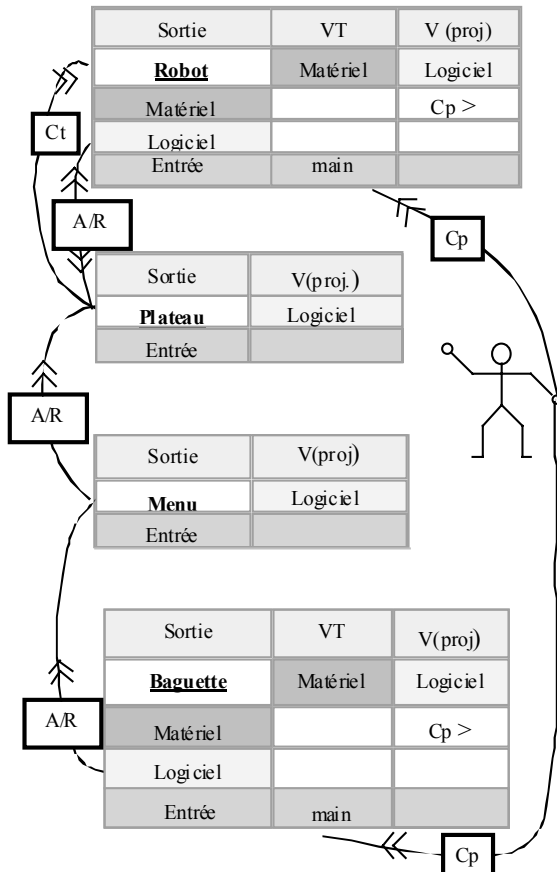 Sortie VT V (proj)
Robot Matériel Logiciel
Matériel Cp >
Ct
Logiciel
Entrée main
A/R
Cp
Sortie V(proj.)
Plateau Logiciel
Entrée
A/R
Sortie V(proj)
Menu Logiciel
Entrée
Sortie VT V(proj)
Baguette Matériel Logiciel
A/R
Matériel Cp >
Logiciel
Entrée main
Cp